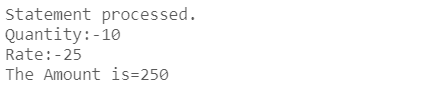 Statement processed.
Quantity:-10
Rate:-25
The Amount is=250